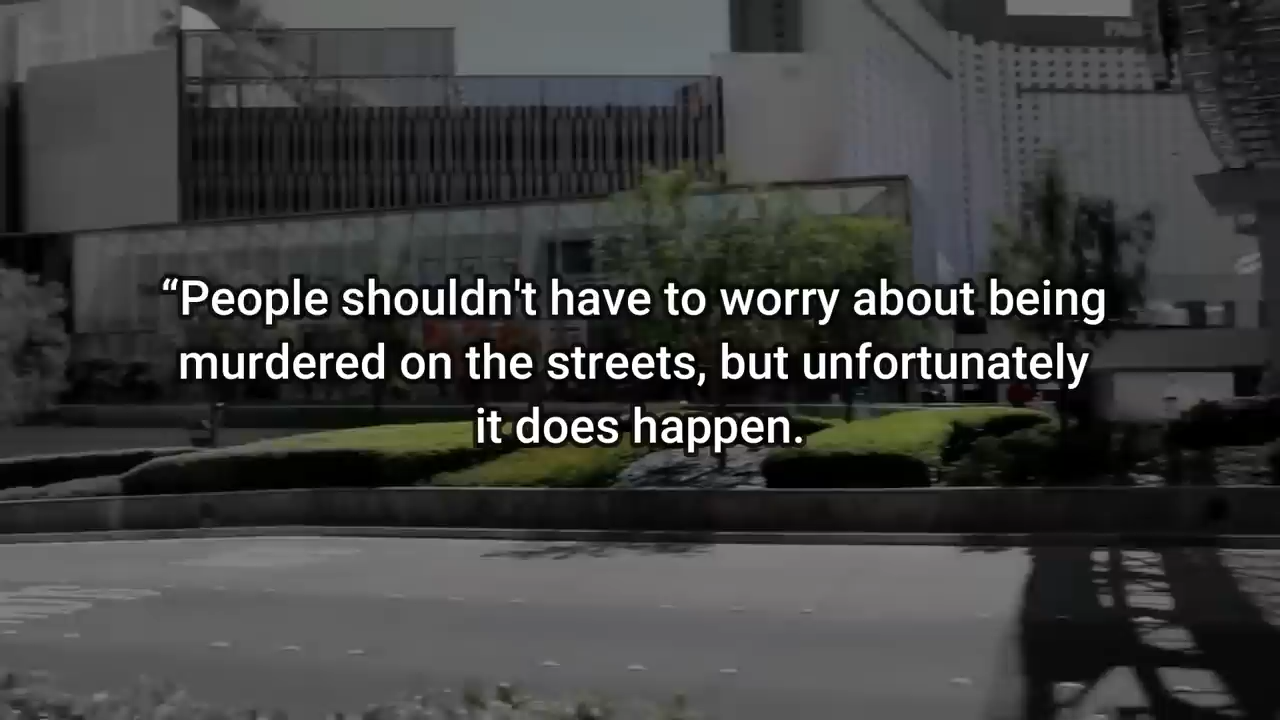 “People shouldn't have to worry about being
murdered on the streets, but unfortunately
it does happen.